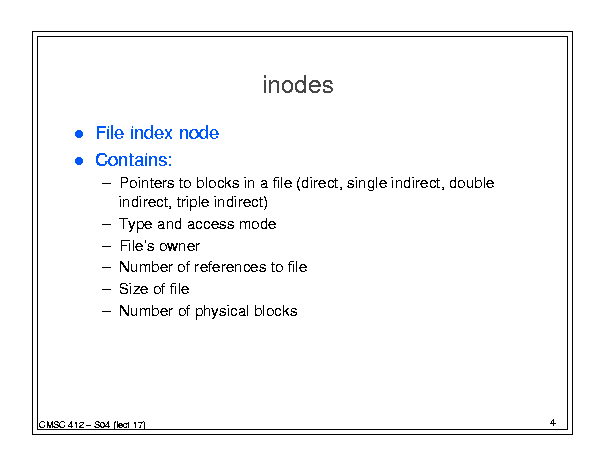 inodes
● File index node
● Contains:
– Pointers to blocks in a file (direct, single indirect, double
indirect, triple indirect)
– Type and access mode
– File's owner
– Number of references to file
– Size of file
– Number of physical blocks
CMSC 412 – S04 (lect 17)
4